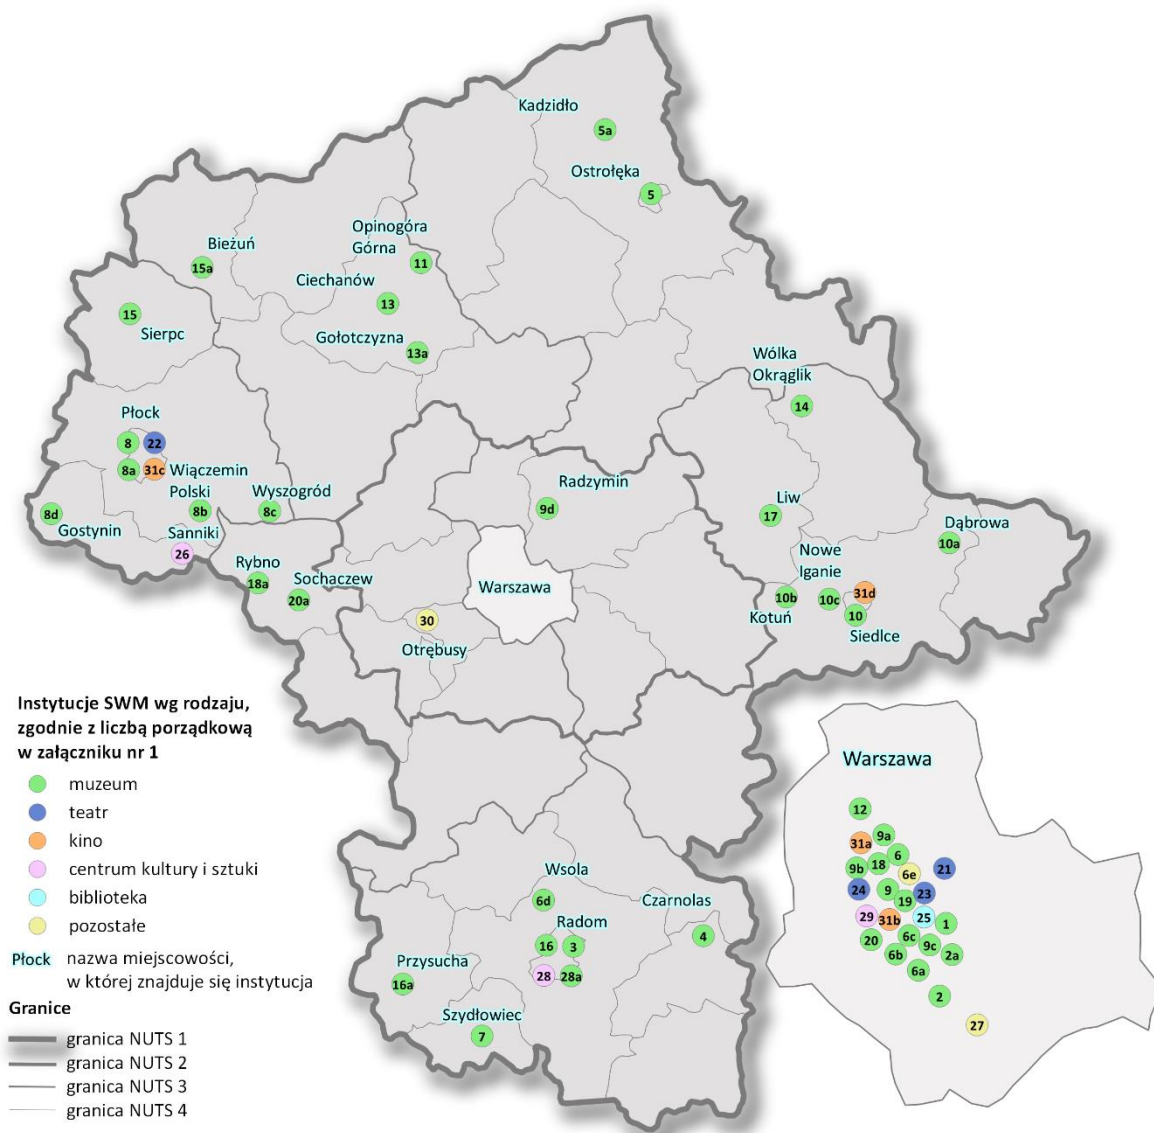 Kadzidło
5a
Ostrołęka
5
Opinogóra
Górna
11
Bieżuń
15a
Ciechanów
13
15
Sierpc
Gołotczyzna
13a
Wólka
Okrąglik
14
Płock
8
22
8a
31c
Wiączemin
Polski
8b
Wyszogród
8c
8d
Gostynin
Sanniki
26
Radzymin
9d
Liw
17
Dąbrowa
10a
Rybno
18a
Sochaczew
20a
Warszawa
Nowe
Iganie
10b
10c
31d
10
Kotuń
Siedlce
30
Otrębusy
Instytucje SWM wg rodzaju,
zgodnie z liczbą porządkową
w załączniku nr 1
muzeum
teatr
kino
centrum kultury i sztuki
biblioteka
pozostałe
Płock nazwa miejscowości,
w której znajduje się instytucja
Granice
granica NUTS 1
granica NUTS 2
granica NUTS 3
granica NUTS 4
Wsola
6d
Radom
16
3
28
28a
Czarnolas
4
Przysucha
16a
Szydłowiec
7
Warszawa
12
9a
31a
6
9b
18
6e
21
24
9
23
19
29
31b
25
1
20
6c
9c
6b
2a
6a
2
27